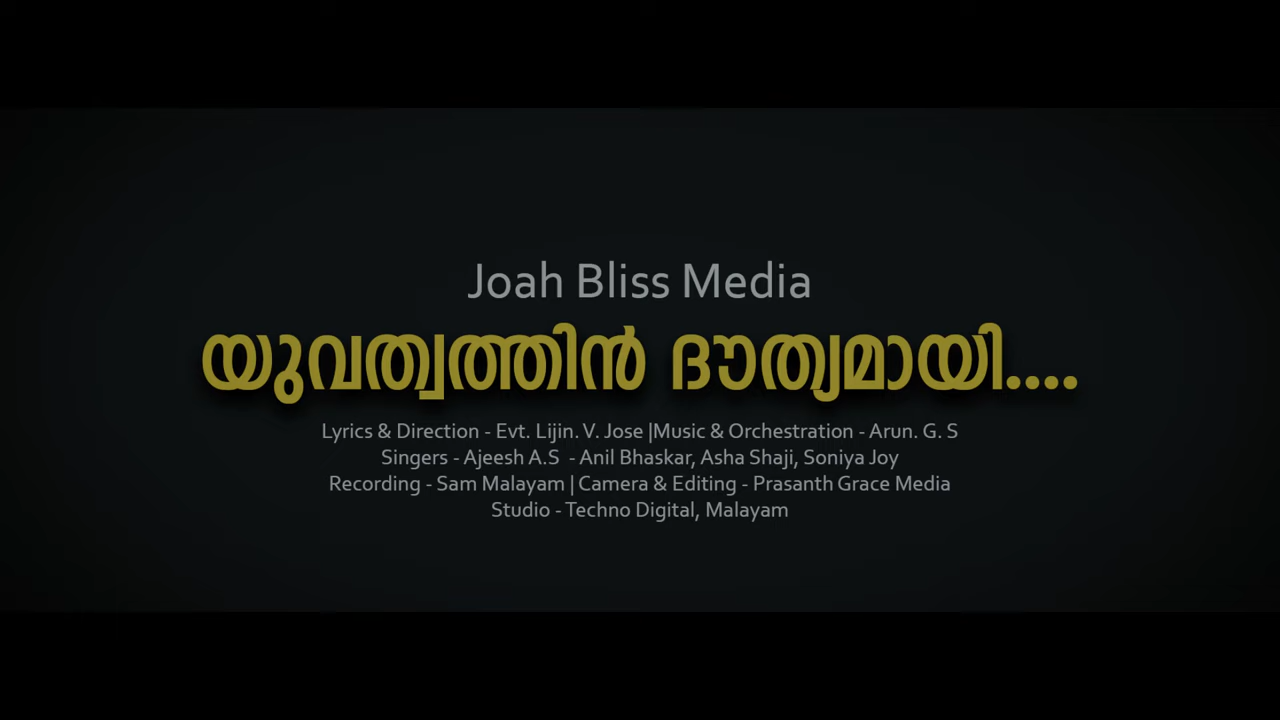 Joah Bliss Media
യുവത്വത്തിൻ ദൗത്യമായി....
Lyrics & Direction - Evt. Lijin. V. Jose |Music & Orchestration - Arun. G. S
Singers - Ajeesh A.S  - Anil Bhaskar, Asha Shaji, Soniya Joy
Recording - Sam Malayam | Camera & Editing - Prasanth Grace Media
Studio - Techno Digital, Malayam